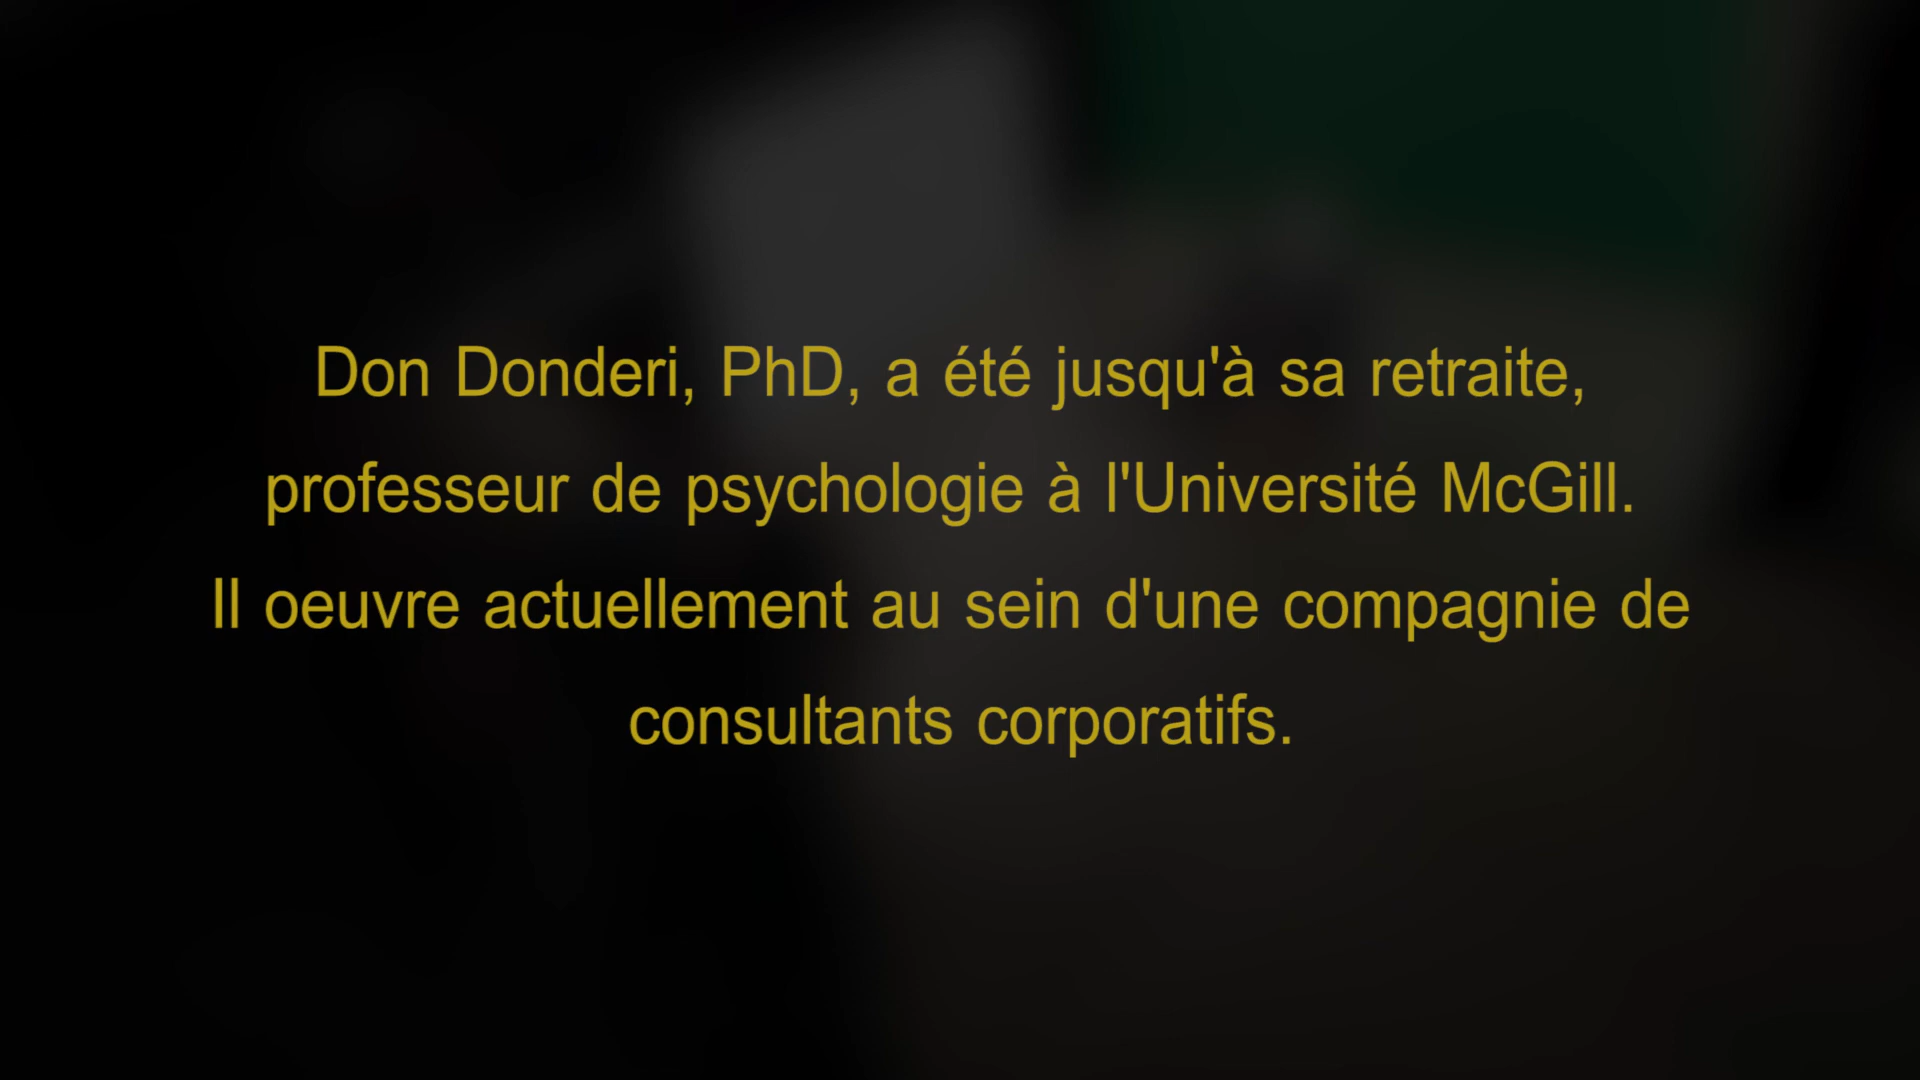 Don Donderi, PhD, a été jusqu'à sa retraite,
professeur de psychologie à l'Université McGill.
Il oeuvre actuellement au sein d'une compagnie de
consultants corporatifs.